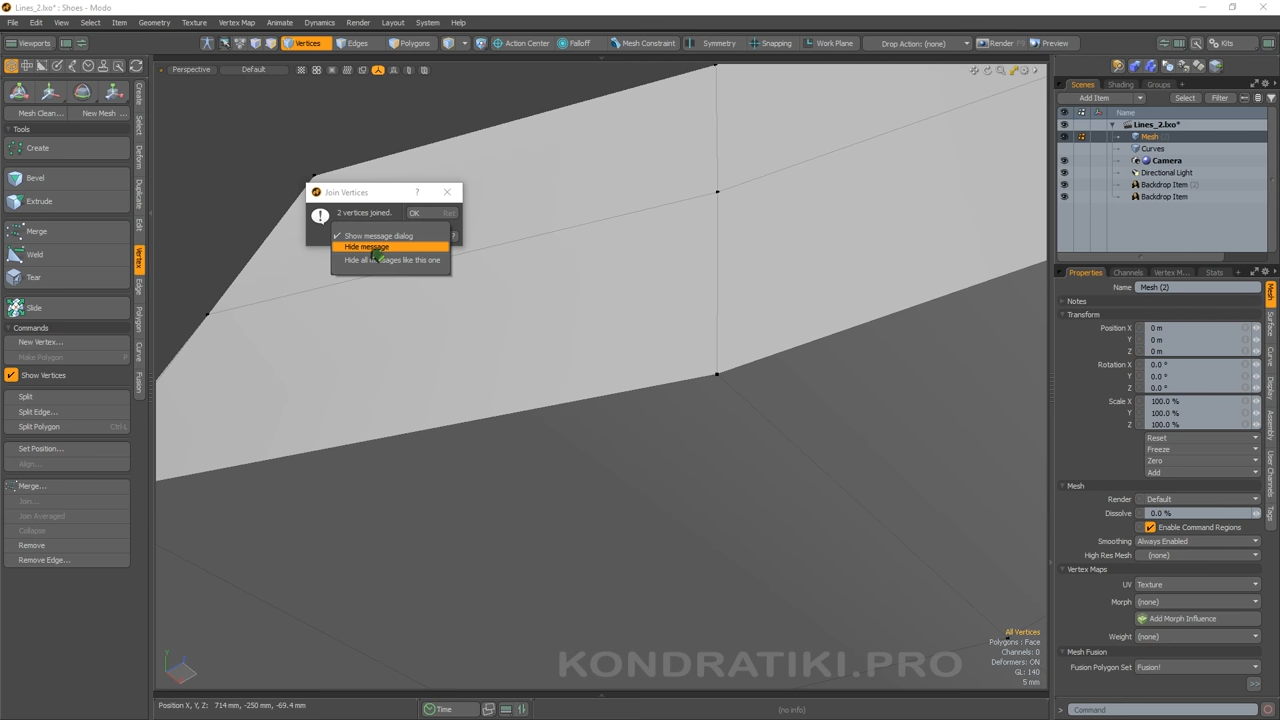 Lines_2.lxo* : Shoes - Modo
File Edit View Select Item Geometry Texture Vertex Map Animate Dynamics Render Layout System Help
Viewports Vertices Edges Polygons Action Center Falloff Mesh Constraint Symmetry Snapping Work Plane Drop Action: (none) Render Preview Kits
Perspective Default
Mesh Clean... New Mesh ...
Tools
Create
Bevel
Extrude
Merge
Weld
Tear
Slide
Commands
New Vertex...
Make Polygon P
Show Vertices
Split
Split Edge...
Split Polygon
Set Position...
Align...
Merge...
Join...
Join Averaged
Collapse
Remove
Remove Edge...
Create
Select
Deform
Duplicate
Edit
Vertex
Edge
Polygon
Curve
Fusion
Join Vertices ?
2 vertices joined. OK Ret
Show message dialog
Hide message
Hide all messages like this one
All Vertices
Polygons : Face
Channels: 0
Deformers: ON
GL: 140
5 mm
KONDRATIKI.PRO
Scenes Shading Groups +
Add Item Select Filter
Name
Lines_2.lxo*
Mesh (2)
Curves
Camera
Directional Light
Backdrop Item (2)
Backdrop Item
Properties Channels Vertex M... Stats +
Name Mesh (2)
Notes
Transform
Position X 0 m
Y 0 m
Z 0 m
Rotation X 0.0 °
Y 0.0 °
Z 0.0 °
Scale X 100.0 %
Y 100.0 %
Z 100.0 %
Reset
Freeze
Zero
Add
Mesh
Render Default
Dissolve 0.0 %
Enable Command Regions
Smoothing Always Enabled
High Res Mesh (none)
Vertex Maps
UV Texture
Morph (none)
Add Morph Influence
Weight (none)
Mesh Fusion
Fusion Polygon Set Fusion!
>>
Mesh
Surface
Curve
Display
Assembly
User Channels
Tags
Position X, Y, Z: 714 mm, -250 mm, -69.4 mm
Time
(no info)
> Command